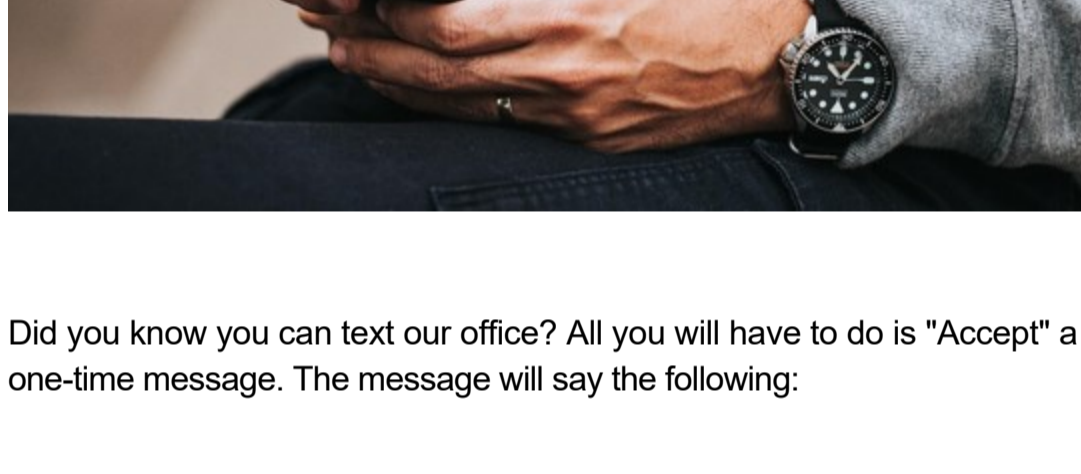 Did you know you can text our office? All you will have to do is "Accept" a
one-time message. The message will say the following: